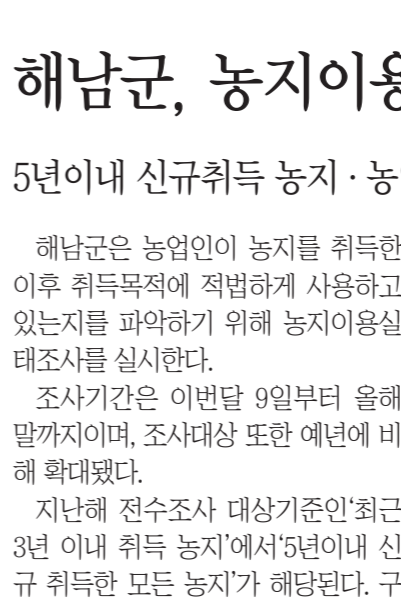 해남군, 농지이용
5년이내 신규취득 농지 · 농
해남군은 농업인이 농지를 취득한
이후 취득목적에 적법하게 사용하고
있는지를 파악하기 위해 농지이용실
태조사를 실시한다.
조사기간은 이번달 9일부터 올해
말까지이며, 조사대상 또한 예년에 비
해 확대됐다.
지난해 전수조사 대상기준인‘최근
3년 이내 취득 농지’에서‘5년이내 신
규 취득한 모든 농지’가 해당된다. 구